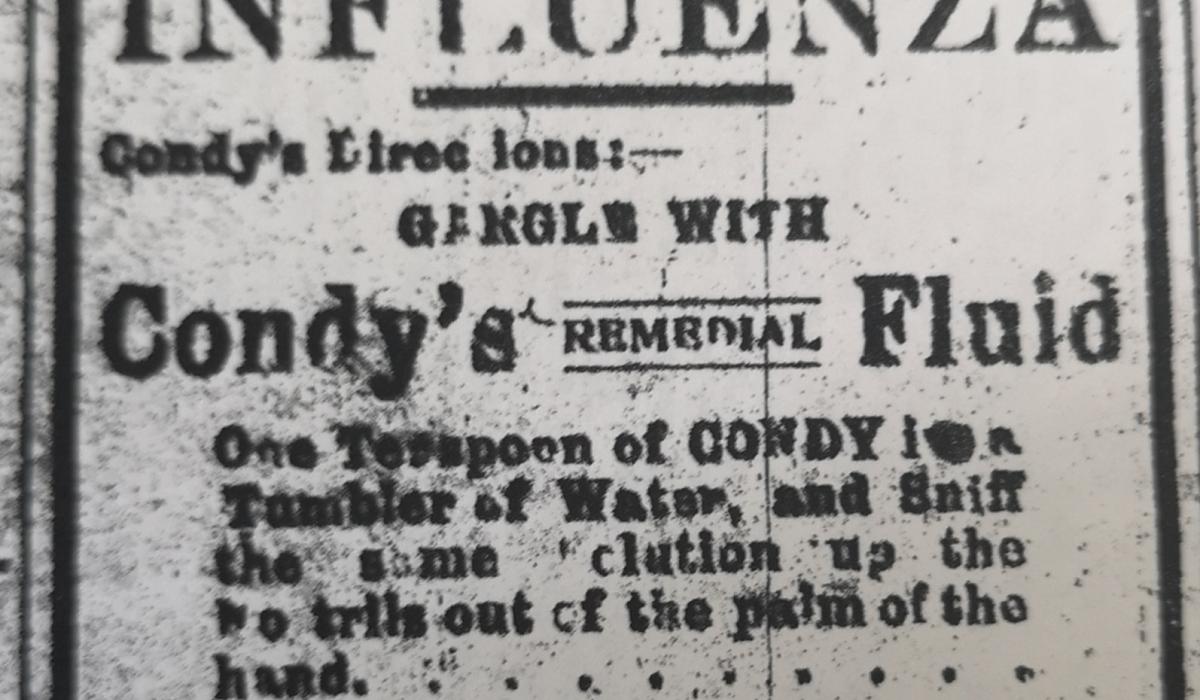 INFLUENZA
Condy's Directions:—
GARGLE WITH
Condy's REMEDIAL Fluid
One Teaspoon of CONDY in a
Tumbler of Water, and Sniff
the same solution up the
Nostrils out of the palm of the
hand. . . . . . . . . .